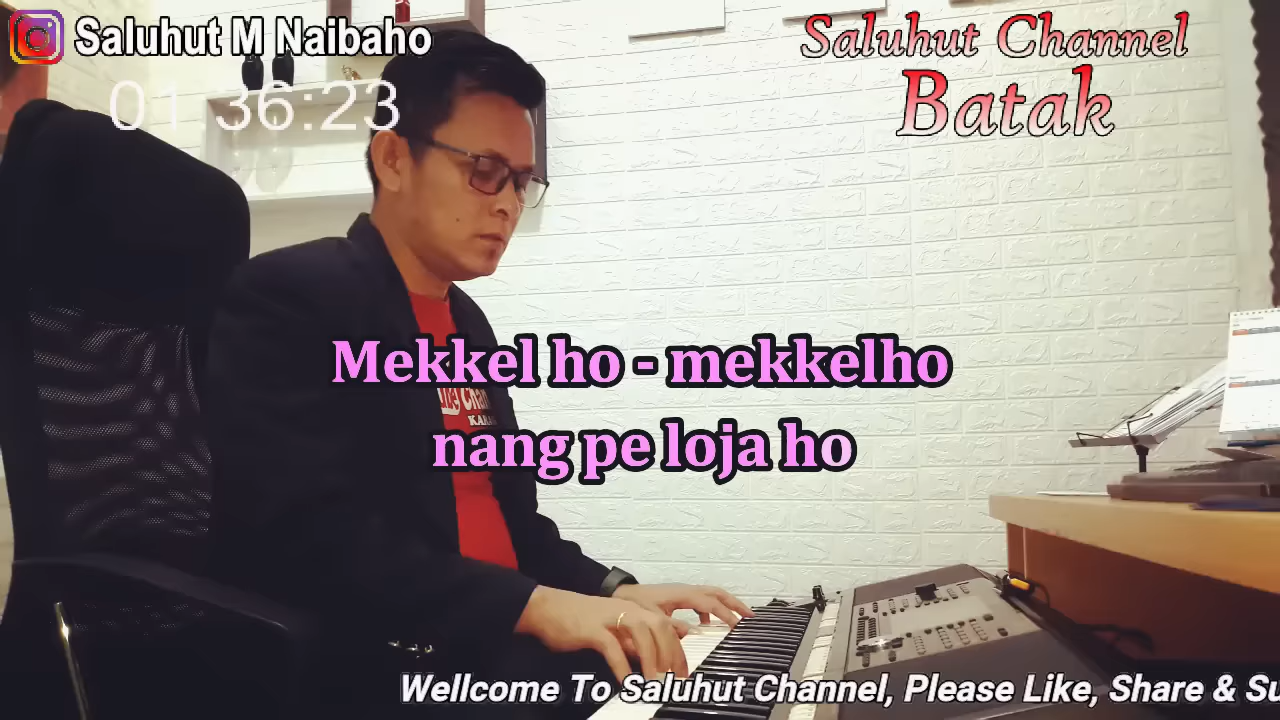 Saluhut M Naibaho
01:36:23
Saluhut Channel
Batak
Mekkel ho - mekkelho
nang pe loja ho
Wellcome To Saluhut Channel, Please Like, Share & Su